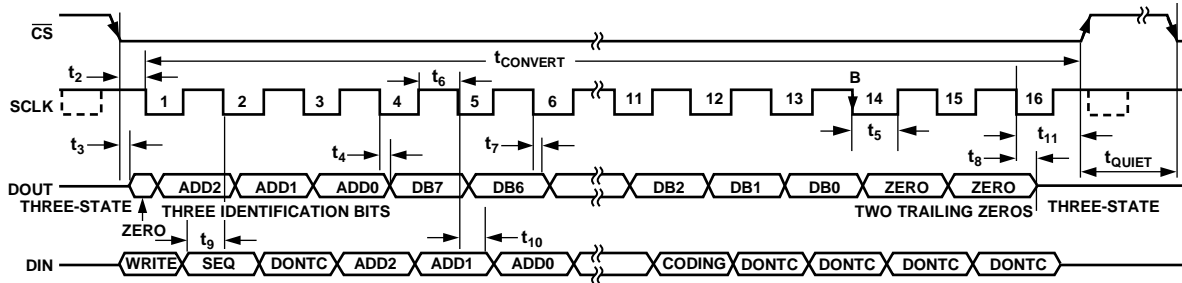 CS
t2
tCONVERT
t6
B
SCLK 1 2 3 4 5 6 11 12 13 14 15 16
t3
t4
t7
t5
t11
t8
tQUIET
DOUT ADD2 ADD1 ADD0 DB7 DB6 DB2 DB1 DB0 ZERO ZERO
THREE-STATE THREE IDENTIFICATION BITS TWO TRAILING ZEROS THREE-STATE
ZERO
t9
t10
DIN WRITE SEQ DONTC ADD2 ADD1 ADD0 CODING DONTC DONTC DONTC DONTC